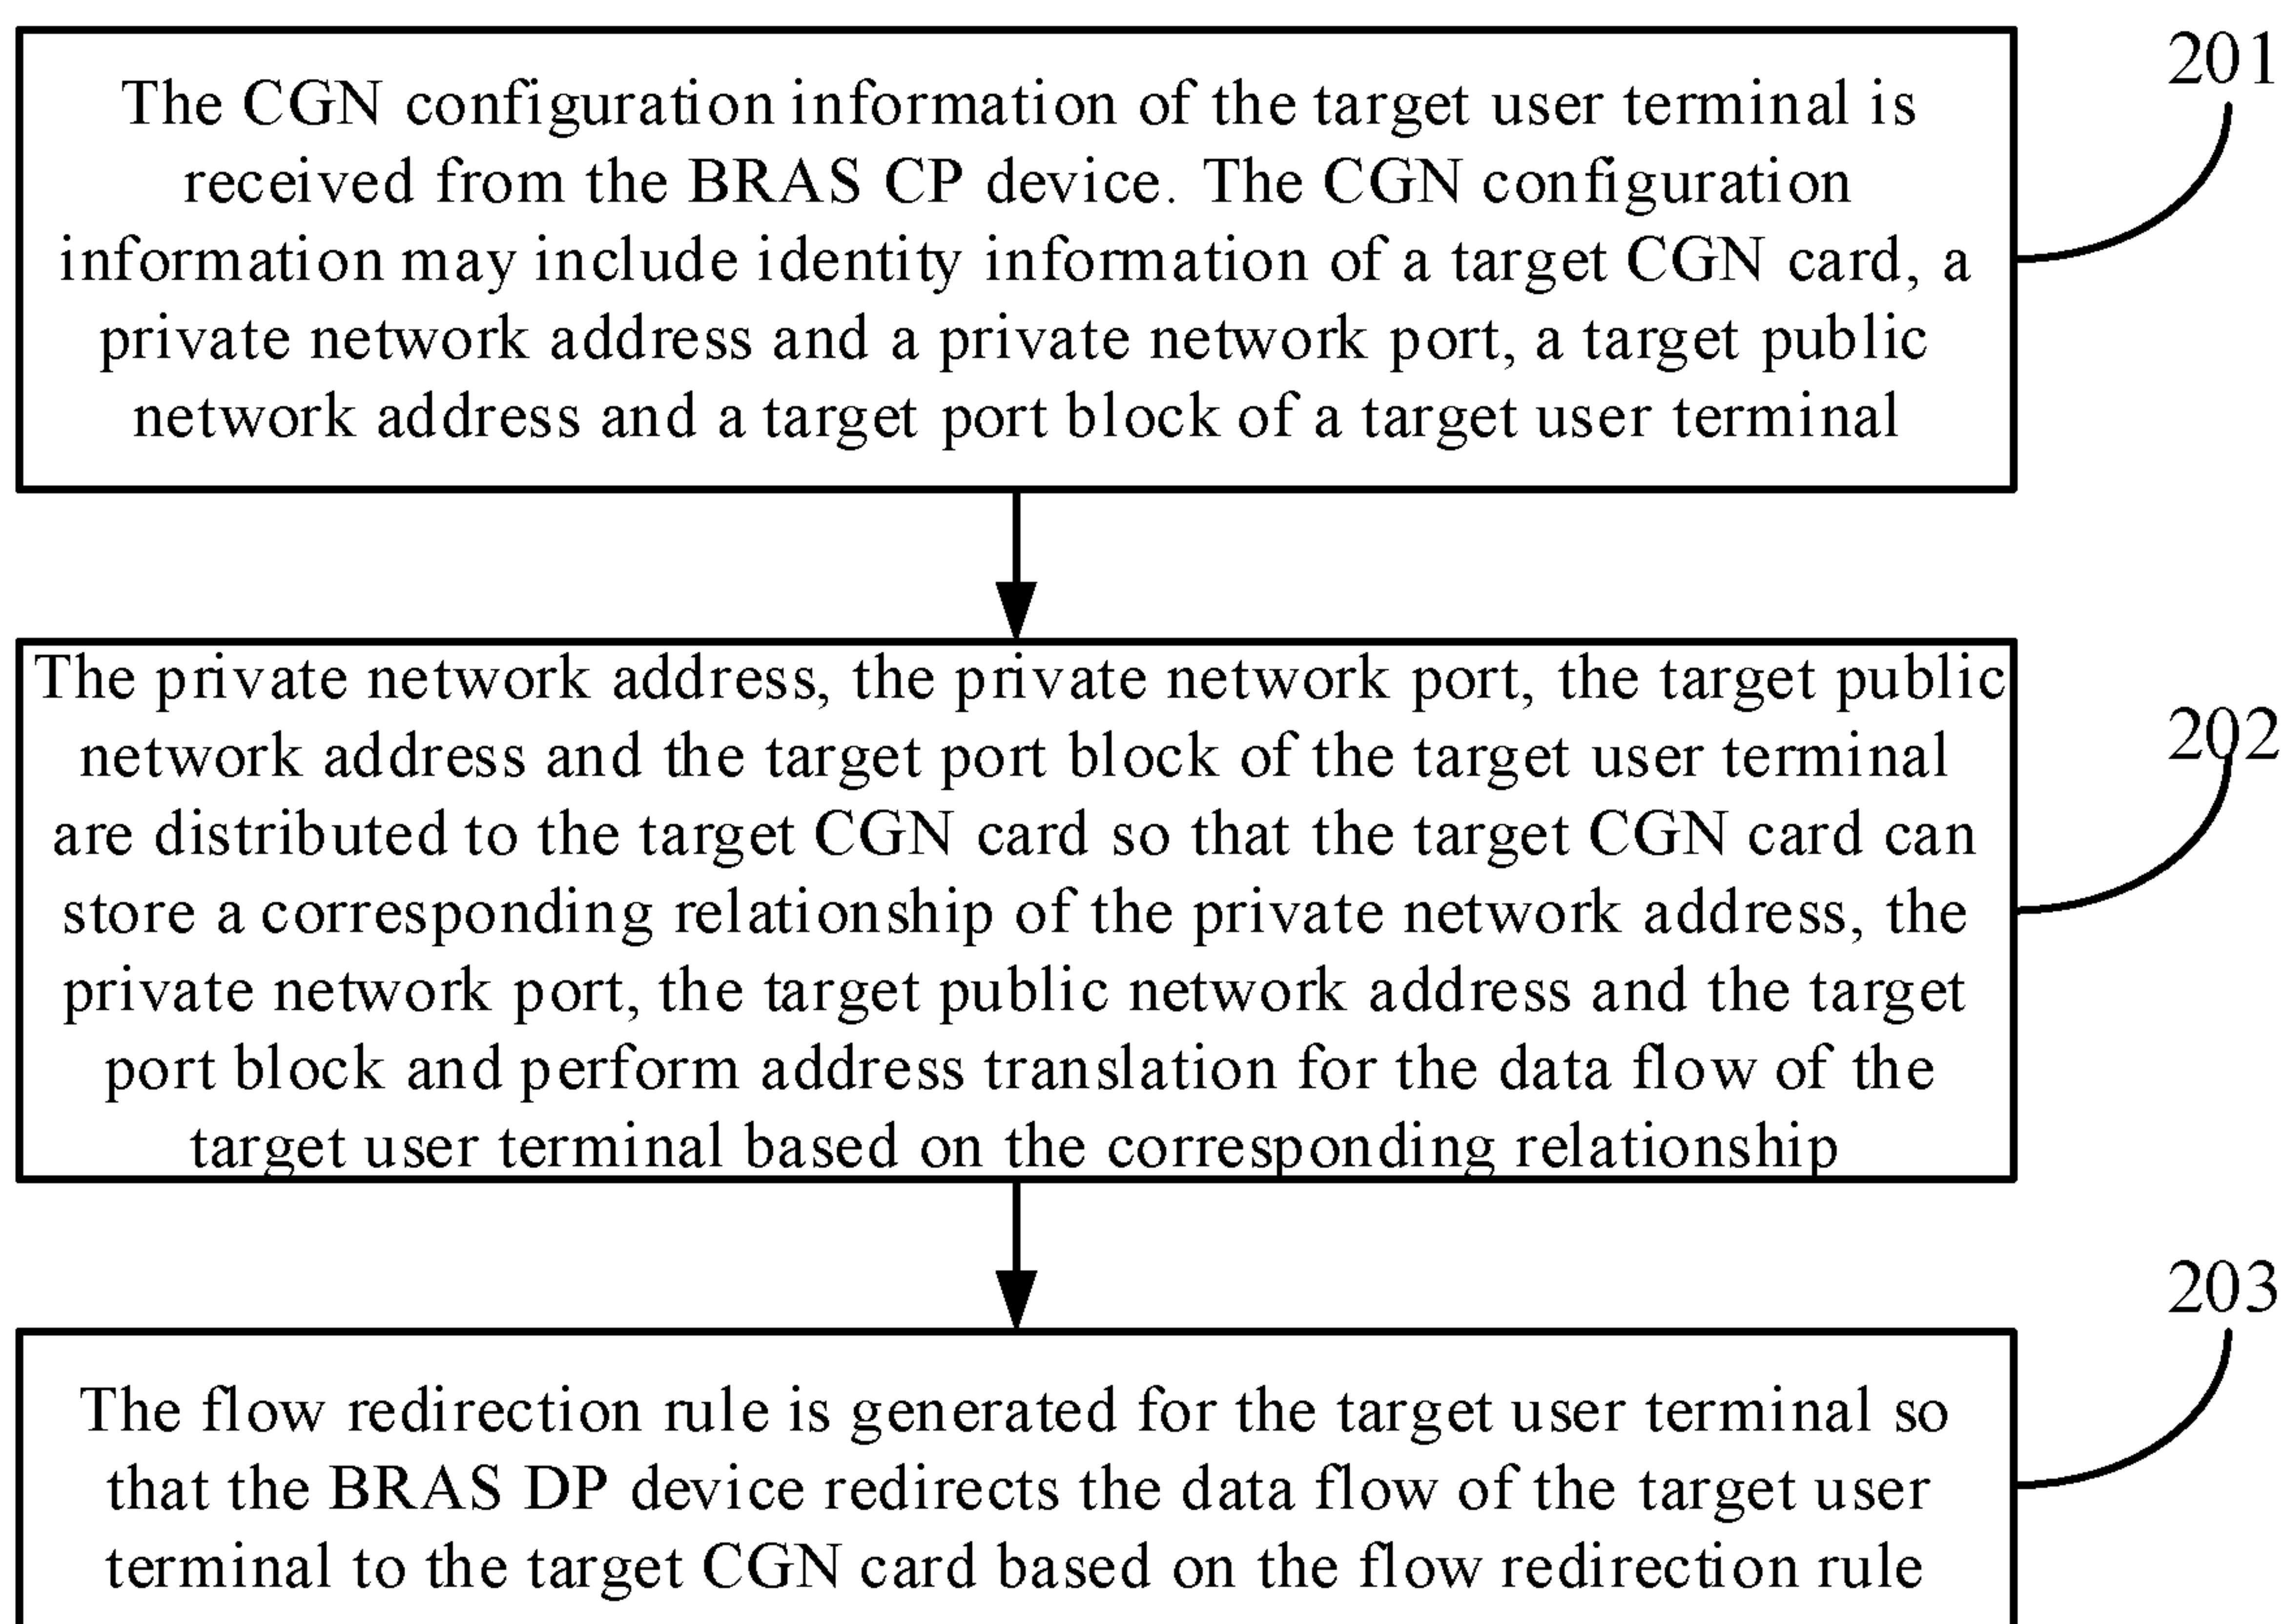 The CGN configuration information of the target user terminal is
received from the BRAS CP device. The CGN configuration
information may include identity information of a target CGN card, a
private network address and a private network port, a target public
network address and a target port block of a target user terminal
201
The private network address, the private network port, the target public
network address and the target port block of the target user terminal
are distributed to the target CGN card so that the target CGN card can
store a corresponding relationship of the private network address, the
private network port, the target public network address and the target
port block and perform address translation for the data flow of the
target user terminal based on the corresponding relationship
202
The flow redirection rule is generated for the target user terminal so
that the BRAS DP device redirects the data flow of the target user
terminal to the target CGN card based on the flow redirection rule
203